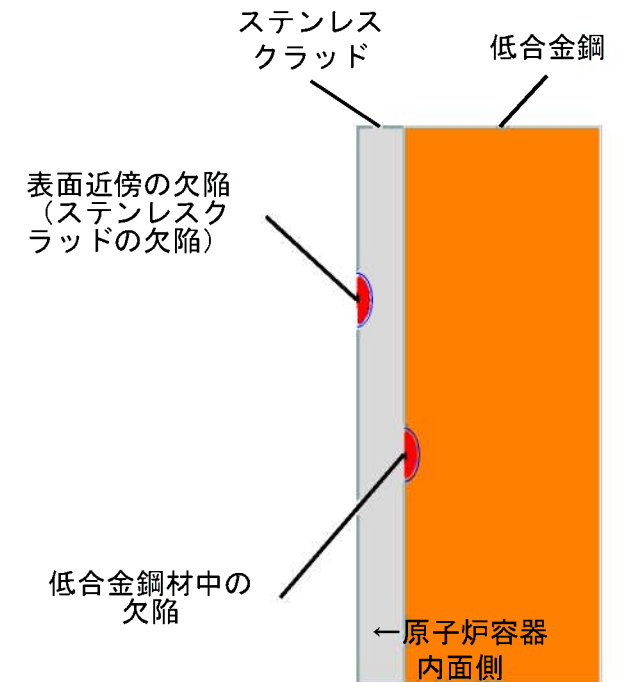 ステンレス
クラッド
低合金鋼
表面近傍の欠陥
（ステンレスク
ラッドの欠陥）
低合金鋼材中の
欠陥
←原子炉容器
内面側